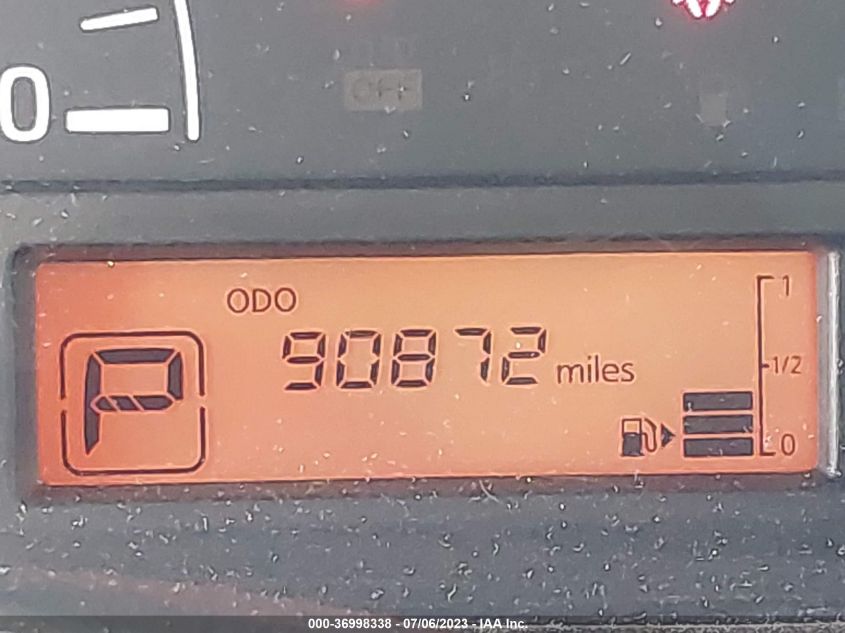 0
OFF
ODO
1
P
90872 miles
1/2
0
000-36998338 - 07/06/2023 - IAA Inc.